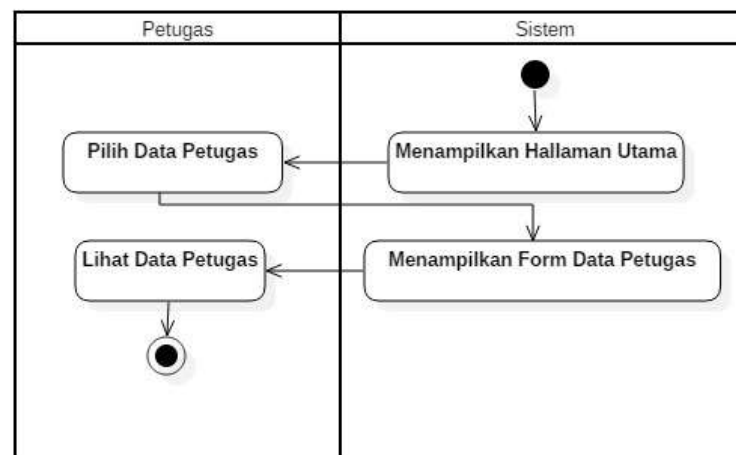 Petugas
Sistem
Pilih Data Petugas
Menampilkan Hallaman Utama
Lihat Data Petugas
Menampilkan Form Data Petugas